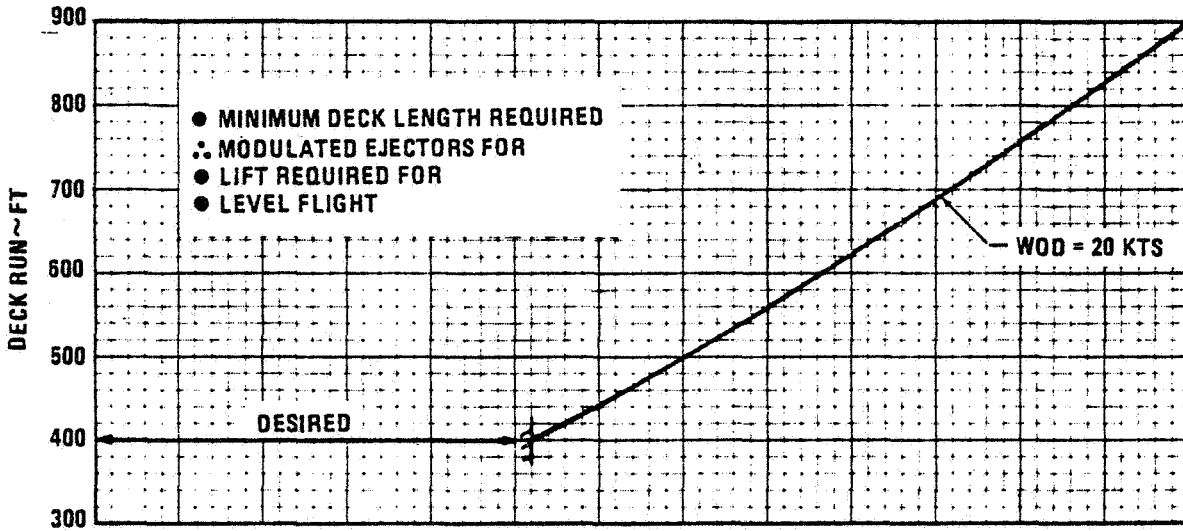 900
800
700
600
500
400
300
DECK RUN~FT
● MINIMUM DECK LENGTH REQUIRED
∴ MODULATED EJECTORS FOR
● LIFT REQUIRED FOR
● LEVEL FLIGHT
WOD = 20 KTS
DESIRED